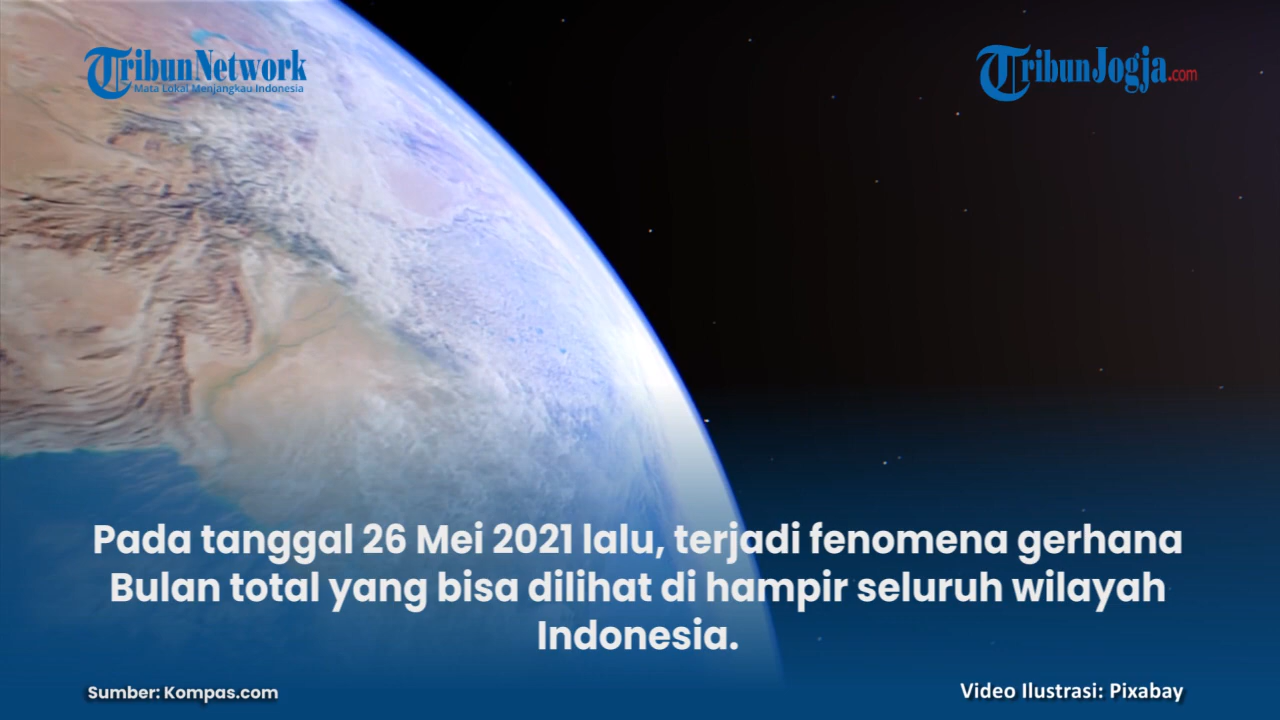 TribunNetwork
Mata Lokal Menjangkau Indonesia
TribunJogja.com
Pada tanggal 26 Mei 2021 lalu, terjadi fenomena gerhana
Bulan total yang bisa dilihat di hampir seluruh wilayah
Indonesia.
Sumber: Kompas.com
Video Ilustrasi: Pixabay